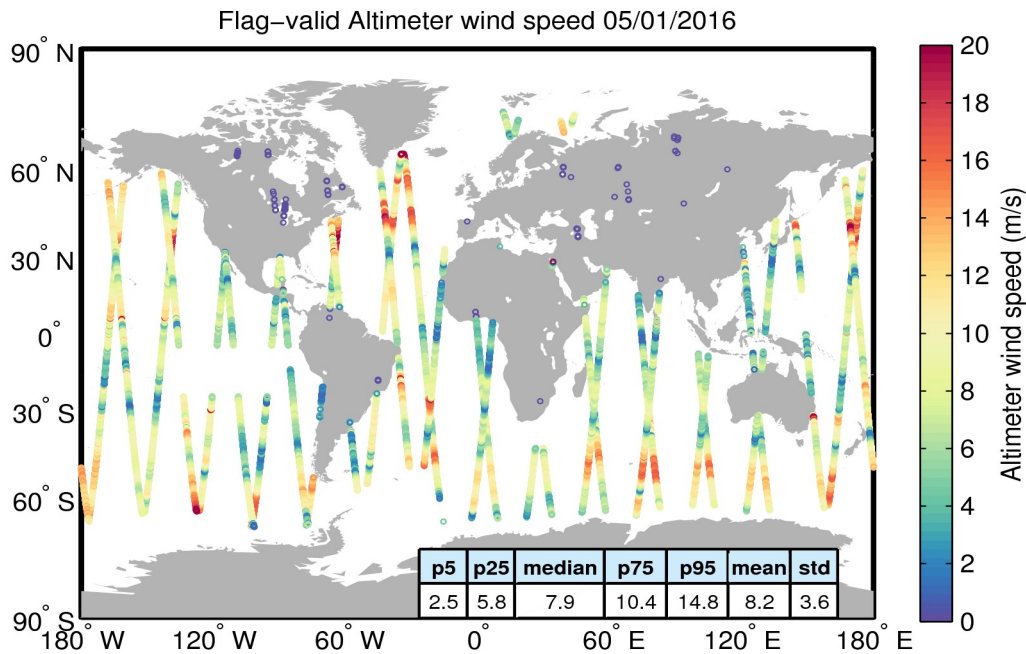 Flag−valid Altimeter wind speed 05/01/2016
90° N
60° N
30° N
0°
30° S
60° S
90° S
180° W
120° W
60° W
0°
60° E
120° E
180° E
p5 p25 median p75 p95 mean std
2.5 5.8 7.9 10.4 14.8 8.2 3.6
20
18
16
14
12
10
8
6
4
2
0
Altimeter wind speed (m/s)